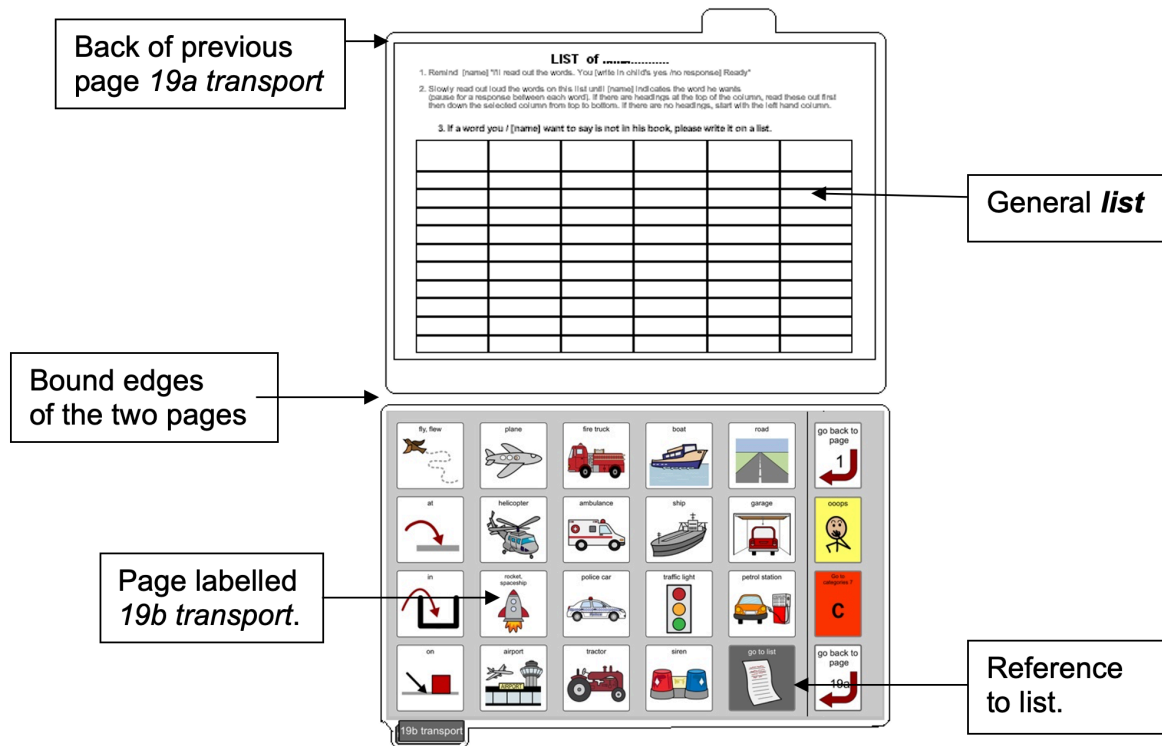 Back of previous
page 19a transport
LIST of ............
1. Remind [name] "I'll read out the words. You [write in child's yes /no response] Ready"
2. Slowly read out loud the words on this list until [name] indicates the word he wants
(pause for a response between each word). If there are headings at the top of the column, read these out first
then down the selected column from top to bottom. If there are no headings, start with the left hand column.
3. If a word you / [name] want to say is not in his book, please write it on a list.
General list
Bound edges
of the two pages
fly, flew
plane
fire truck
boat
road
go back to
page
1
at
helicopter
ambulance
ship
garage
ooops
Page labelled
19b transport.
in
rocket,
spaceship
police car
traffic light
petrol station
Go to
categories ?
C
on
airport
AIRPORT
tractor
siren
go to list
go back to
page
19a
Reference
to list.
19b transport